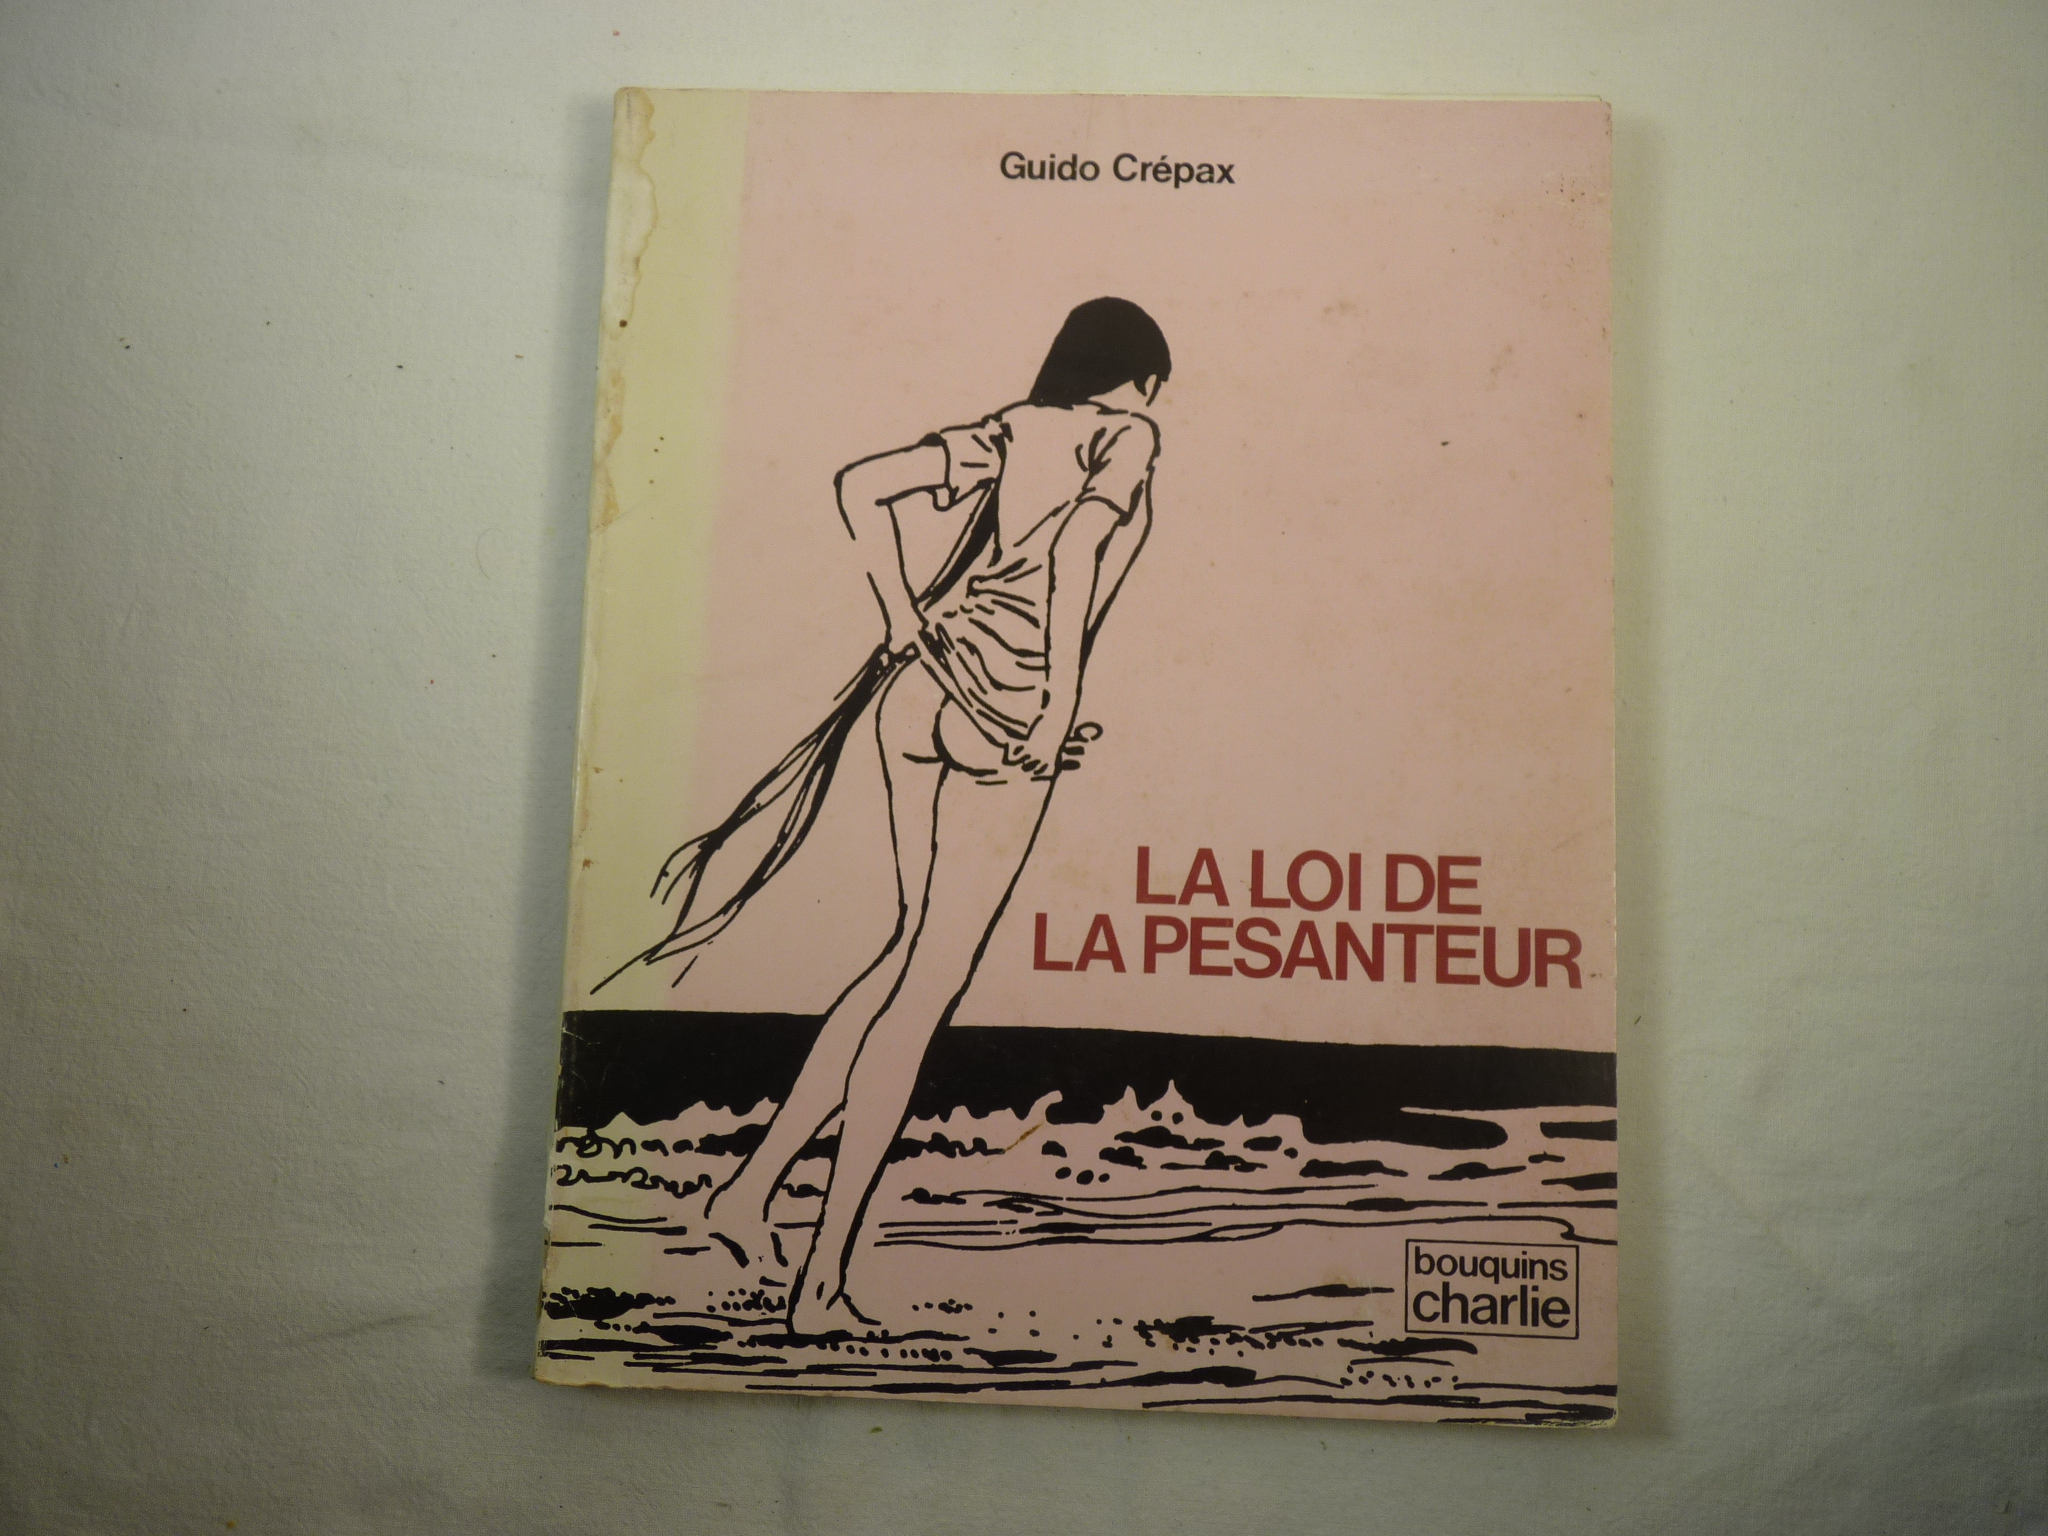 Guido Crépax
LA LOI DE
LA PESANTEUR
bouquins
charlie